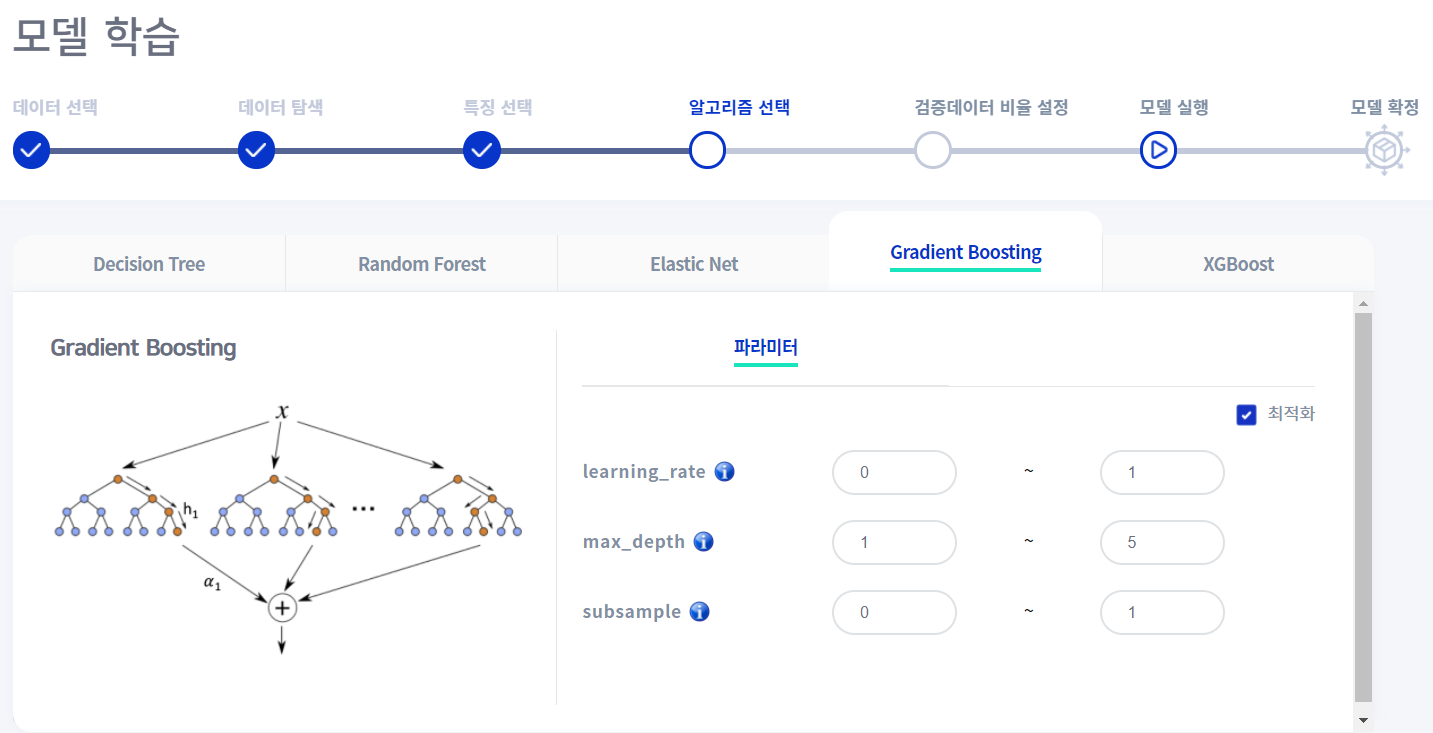 모델 학습
데이터 선택 데이터 탐색 특징 선택 알고리즘 선택 검증데이터 비율 설정 모델 실행 모델 확정
Decision Tree Random Forest Elastic Net Gradient Boosting XGBoost
Gradient Boosting
x
h1
...
α1
+
파라미터
최적화
learning_rate 0 ~ 1
max_depth 1 ~ 5
subsample 0 ~ 1